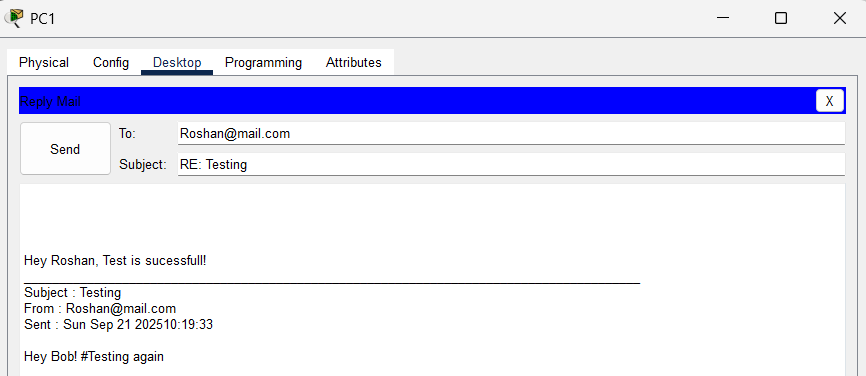 PC1
Physical Config Desktop Programming Attributes
Reply Mail X
Send
To: Roshan@mail.com
Subject: RE: Testing
Hey Roshan, Test is sucessfull!
Subject : Testing
From : Roshan@mail.com
Sent : Sun Sep 21 202510:19:33
Hey Bob! #Testing again